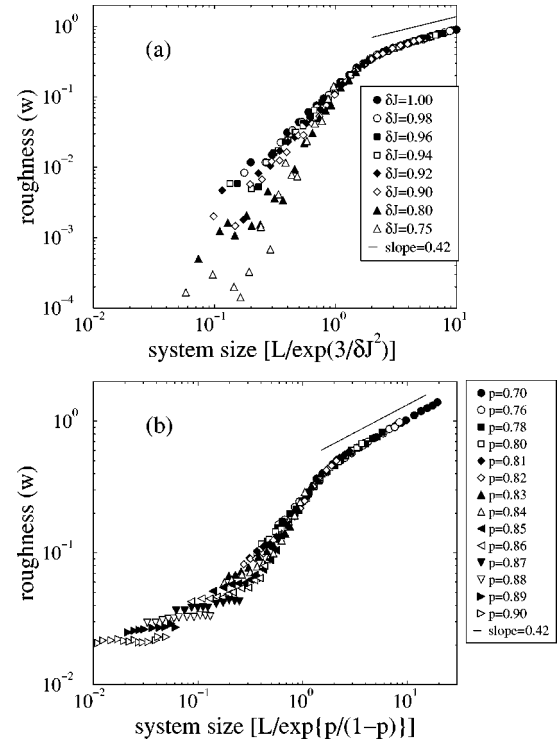 10^0
10^-1
10^-2
10^-3
10^-4
roughness (w)
(a)
δJ=1.00
δJ=0.98
δJ=0.96
δJ=0.94
δJ=0.92
δJ=0.90
δJ=0.80
δJ=0.75
slope=0.42
10^-2 10^-1 10^0 10^1
system size [L/exp(3/δJ^2)]
10^0
10^-1
10^-2
roughness (w)
(b)
p=0.70
p=0.76
p=0.78
p=0.80
p=0.81
p=0.82
p=0.83
p=0.84
p=0.85
p=0.86
p=0.87
p=0.88
p=0.89
p=0.90
slope=0.42
10^-2 10^-1 10^0 10^1
system size [L/exp{p/(1−p)}]